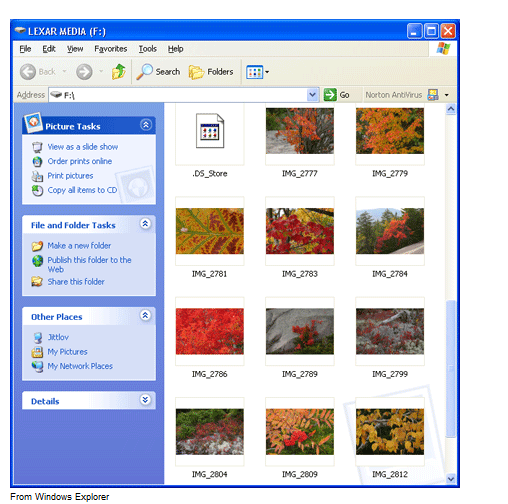 LEXAR MEDIA (F:)
File Edit View Favorites Tools Help
Back Search Folders
Address F:\ Go Norton AntiVirus
Picture Tasks
View as a slide show
Order prints online
Print pictures
Copy all items to CD
File and Folder Tasks
Make a new folder
Publish this folder to the
Web
Share this folder
Other Places
Jittlov
My Pictures
My Network Places
Details
.DS_Store IMG_2777 IMG_2779
IMG_2781 IMG_2783 IMG_2784
IMG_2786 IMG_2789 IMG_2799
IMG_2804 IMG_2809 IMG_2812
From Windows Explorer